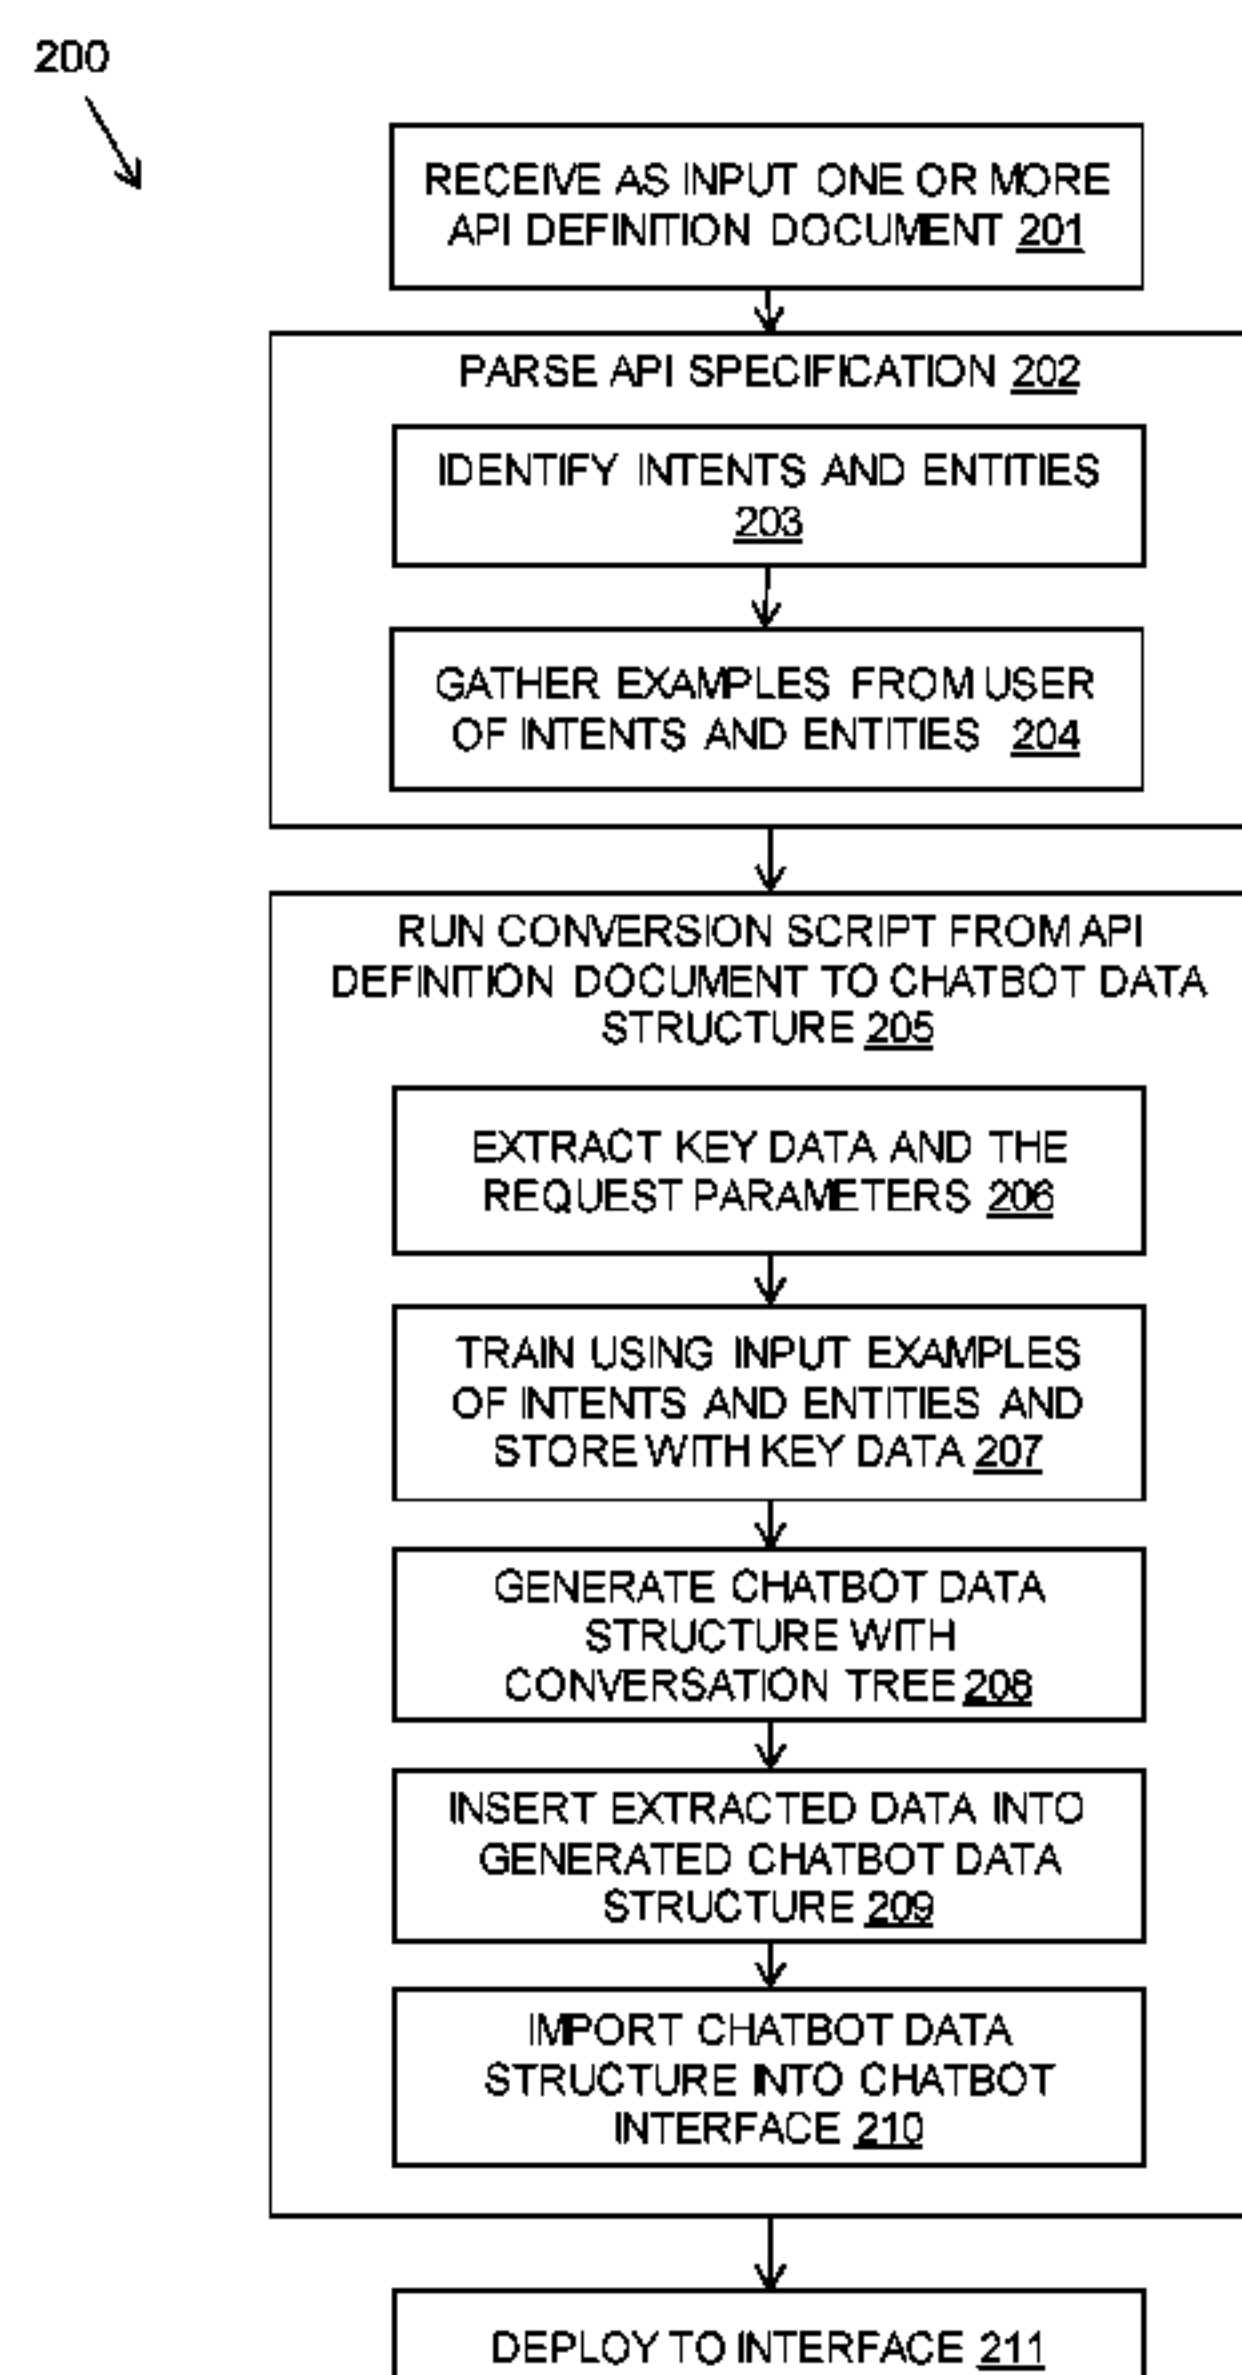 200
RECEIVE AS INPUT ONE OR MORE
API DEFINITION DOCUMENT 201
PARSE API SPECIFICATION 202
IDENTIFY INTENTS AND ENTITIES
203
GATHER EXAMPLES FROM USER
OF INTENTS AND ENTITIES 204
RUN CONVERSION SCRIPT FROM API
DEFINITION DOCUMENT TO CHATBOT DATA
STRUCTURE 205
EXTRACT KEY DATA AND THE
REQUEST PARAMETERS 206
TRAIN USING INPUT EXAMPLES
OF INTENTS AND ENTITIES AND
STORE WITH KEY DATA 207
GENERATE CHATBOT DATA
STRUCTURE WITH
CONVERSATION TREE 208
INSERT EXTRACTED DATA INTO
GENERATED CHATBOT DATA
STRUCTURE 209
IMPORT CHATBOT DATA
STRUCTURE INTO CHATBOT
INTERFACE 210
DEPLOY TO INTERFACE 211